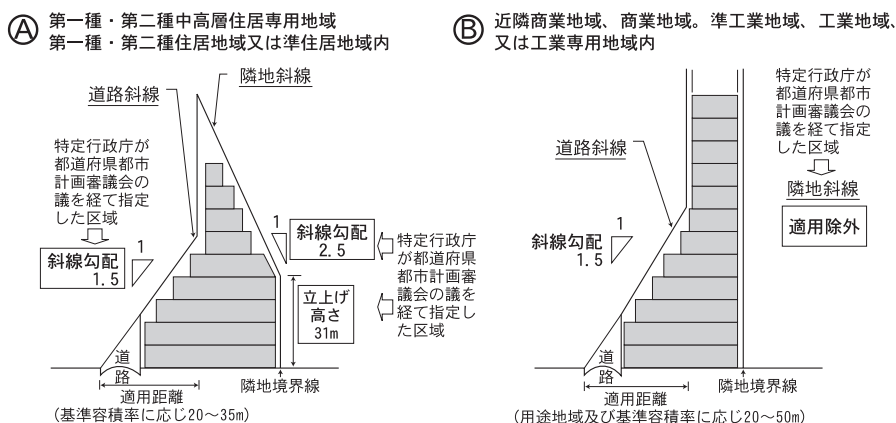 Ⓐ 第一種・第二種中高層住居専用地域
第一種・第二種住居地域又は準住居地域内
隣地斜線
道路斜線
特定行政庁が
都道府県都市
計画審議会の
議を経て指定
した区域
斜線勾配
1.5
1
1
斜線勾配
2.5
特定行政庁
が都道府県
都市計画審
議会の議を
経て指定し
た区域
立上げ
高さ
31m
道
路
適用距離
隣地境界線
(基準容積率に応じ20～35m)
Ⓑ 近隣商業地域、商業地域。準工業地域、工業地域、
又は工業専用地域内
特定行政庁が
都道府県都市
計画審議会の
議を経て指定
した区域
隣地斜線
適用除外
道路斜線
斜線勾配
1.5
1
道
路
適用距離
隣地境界線
(用途地域及び基準容積率に応じ20～50m)